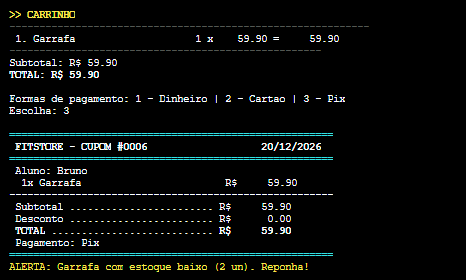 >> CARRINHO
--------------------------------------------------
1. Garrafa 1 x 59.90 = 59.90
--------------------------------------------------
Subtotal: R$ 59.90
TOTAL: R$ 59.90
Formas de pagamento: 1 - Dinheiro | 2 - Cartao | 3 - Pix
Escolha: 3
==================================================
FITSTORE - CUPOM #0006 20/12/2026
==================================================
Aluno: Bruno
1x Garrafa R$ 59.90
--------------------------------------------------
Subtotal ........................ R$ 59.90
Desconto ........................ R$ 0.00
TOTAL ........................... R$ 59.90
Pagamento: Pix
==================================================
ALERTA: Garrafa com estoque baixo (2 un). Reponha!